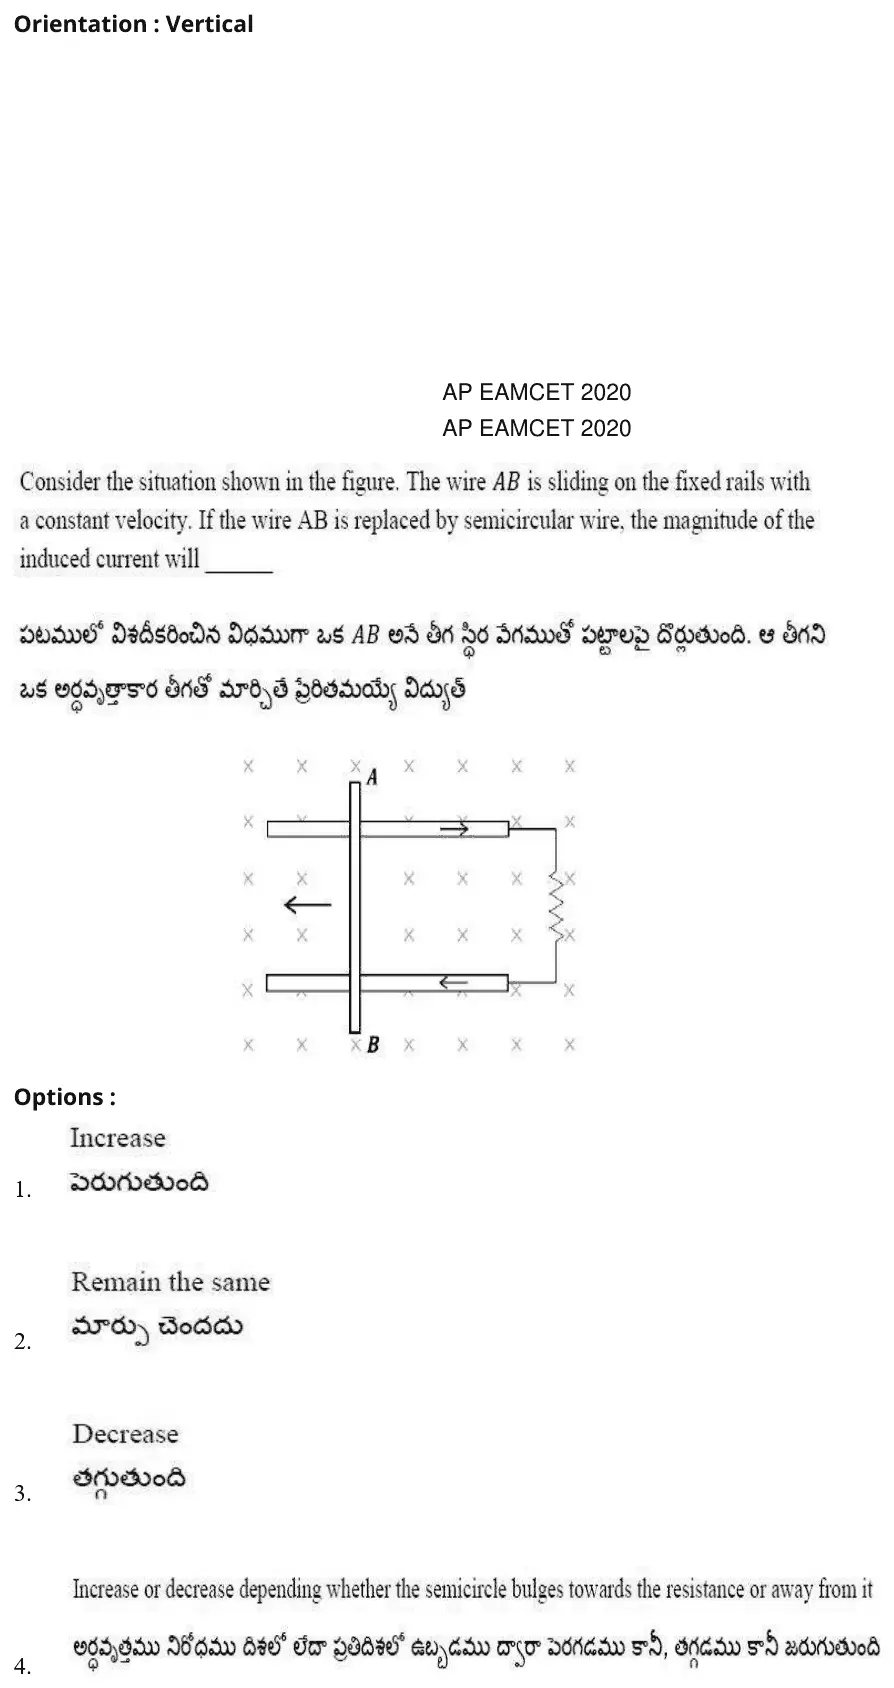 Orientation : Vertical
AP EAMCET 2020
AP EAMCET 2020
Consider the situation shown in the figure. The wire AB is sliding on the fixed rails with
a constant velocity. If the wire AB is replaced by semicircular wire, the magnitude of the
induced current will ______
పటములో విశదీకరించిన విధముగా ఒక AB అనే తీగ స్థిర వేగముతో పట్టాలపై దొర్లుతుంది. ఆ తీగని
ఒక అర్ధవృత్తాకార తీగతో మార్చితే ప్రేరితమయ్యే విద్యుత్
A
B
Options :
Increase
1. పెరుగుతుంది
Remain the same
2. మార్పు చెందదు
Decrease
3. తగ్గుతుంది
Increase or decrease depending whether the semicircle bulges towards the resistance or away from it
4. అర్ధవృత్తము నిరోధము దిశలో లేదా ప్రతిదిశలో ఉబ్బడము ద్వారా పెరగడము కానీ, తగ్గడము కానీ జరుగుతుంది